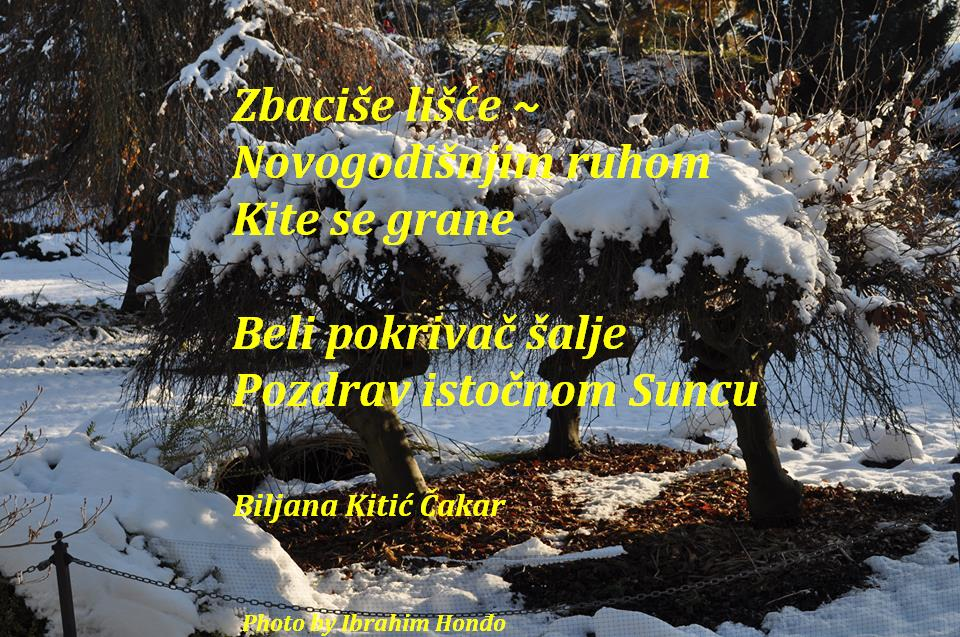 Zbaciše lišće ~
Novogodišnjim ruhom
Kite se grane
Beli pokrivač šalje
Pozdrav istočnom Suncu
Biljana Kitić Čakar
Photo by Ibrahim Honđo